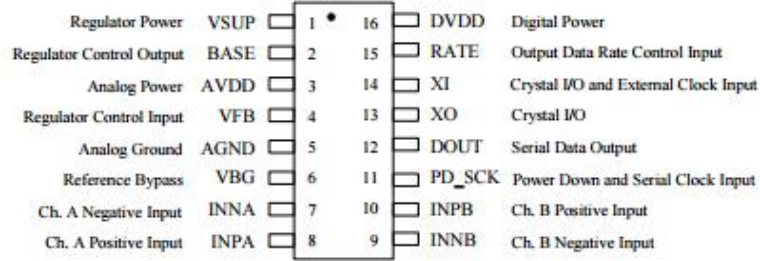 Regulator Power VSUP 1 16 DVDD Digital Power
Regulator Control Output BASE 2 15 RATE Output Data Rate Control Input
Analog Power AVDD 3 14 XI Crystal I/O and External Clock Input
Regulator Control Input VFB 4 13 XO Crystal I/O
Analog Ground AGND 5 12 DOUT Serial Data Output
Reference Bypass VBG 6 11 PD_SCK Power Down and Serial Clock Input
Ch. A Negative Input INNA 7 10 INPB Ch. B Positive Input
Ch. A Positive Input INPA 8 9 INNB Ch. B Negative Input